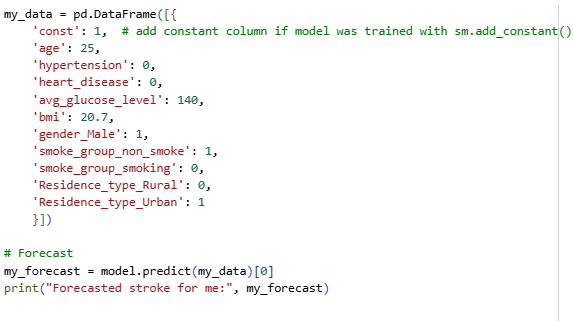 my_data = pd.DataFrame([{
    'const': 1,  # add constant column if model was trained with sm.add_constant()
    'age': 25,
    'hypertension': 0,
    'heart_disease': 0,
    'avg_glucose_level': 140,
    'bmi': 20.7,
    'gender_Male': 1,
    'smoke_group_non_smoke': 1,
    'smoke_group_smoking': 0,
    'Residence_type_Rural': 0,
    'Residence_type_Urban': 1
    }])
# Forecast
my_forecast = model.predict(my_data)[0]
print("Forecasted stroke for me:", my_forecast)